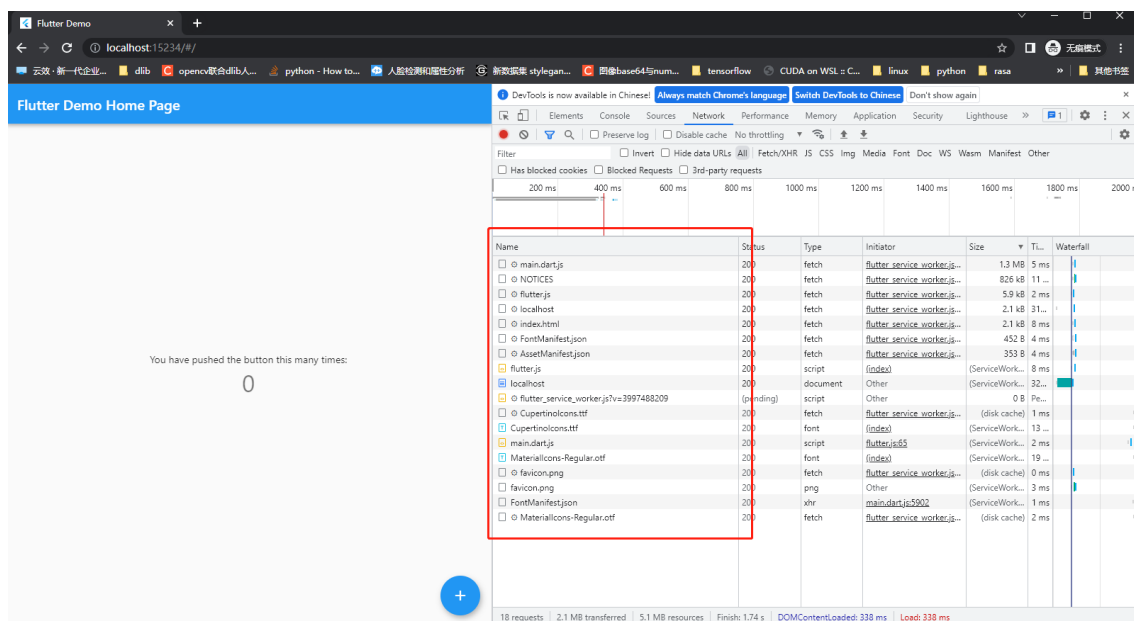 Flutter Demo
localhost:15234/#/
无痕模式
云效·新一代企业... dlib opencv联合dlib人... python - How to... 人脸检测和属性分析 新数据集 stylegan... 图像base64与num... tensorflow CUDA on WSL :: C... linux python rasa » 其他书签
Flutter Demo Home Page
You have pushed the button this many times:
0
+
DevTools is now available in Chinese! Always match Chrome's language Switch DevTools to Chinese Don't show again
Elements Console Sources Network Performance Memory Application Security Lighthouse » 1
Preserve log Disable cache No throttling
Filter Invert Hide data URLs All Fetch/XHR JS CSS Img Media Font Doc WS Wasm Manifest Other
Has blocked cookies Blocked Requests 3rd-party requests
200 ms 400 ms 600 ms 800 ms 1000 ms 1200 ms 1400 ms 1600 ms 1800 ms 2000
Name Status Type Initiator Size Ti... Waterfall
main.dart.js 200 fetch flutter_service_worker.js... 1.3 MB 5 ms
NOTICES 200 fetch flutter_service_worker.js... 826 kB 11 ...
flutter.js 200 fetch flutter_service_worker.js... 5.9 kB 2 ms
localhost 200 fetch flutter_service_worker.js... 2.1 kB 31...
index.html 200 fetch flutter_service_worker.js... 2.1 kB 8 ms
FontManifest.json 200 fetch flutter_service_worker.js... 452 B 4 ms
AssetManifest.json 200 fetch flutter_service_worker.js... 353 B 4 ms
flutter.js 200 script (index) (ServiceWork... 8 ms
localhost 200 document Other (ServiceWork... 32...
flutter_service_worker.js?v=3997488209 (pending) script Other 0 B Pe...
CupertinoIcons.ttf 200 fetch flutter_service_worker.js... (disk cache) 1 ms
CupertinoIcons.ttf 200 font (index) (ServiceWork... 13 ...
main.dart.js 200 script flutter.js:65 (ServiceWork... 2 ms
MaterialIcons-Regular.otf 200 font (index) (ServiceWork... 19 ...
favicon.png 200 fetch flutter_service_worker.js... (disk cache) 0 ms
favicon.png 200 png Other (ServiceWork... 3 ms
FontManifest.json 200 xhr main.dart.js:5902 (ServiceWork... 1 ms
MaterialIcons-Regular.otf 200 fetch flutter_service_worker.js... (disk cache) 2 ms
18 requests 2.1 MB transferred 5.1 MB resources Finish: 1.74 s DOMContentLoaded: 338 ms Load: 338 ms